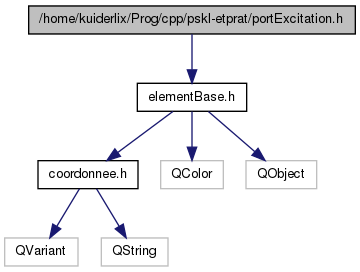 /home/kuiderlix/Prog/cpp/pskl-etprat/portExcitation.h
elementBase.h
coordonnee.h
QColor
QObject
QVariant
QString